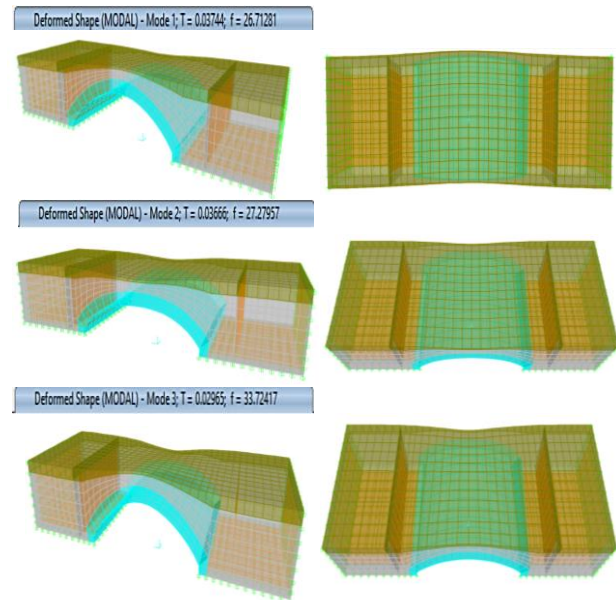 Deformed Shape (MODAL) - Mode 1; T = 0.03744; f = 26.71281
Deformed Shape (MODAL) - Mode 2; T = 0.03666; f = 27.27957
Deformed Shape (MODAL) - Mode 3; T = 0.02965; f = 33.72417